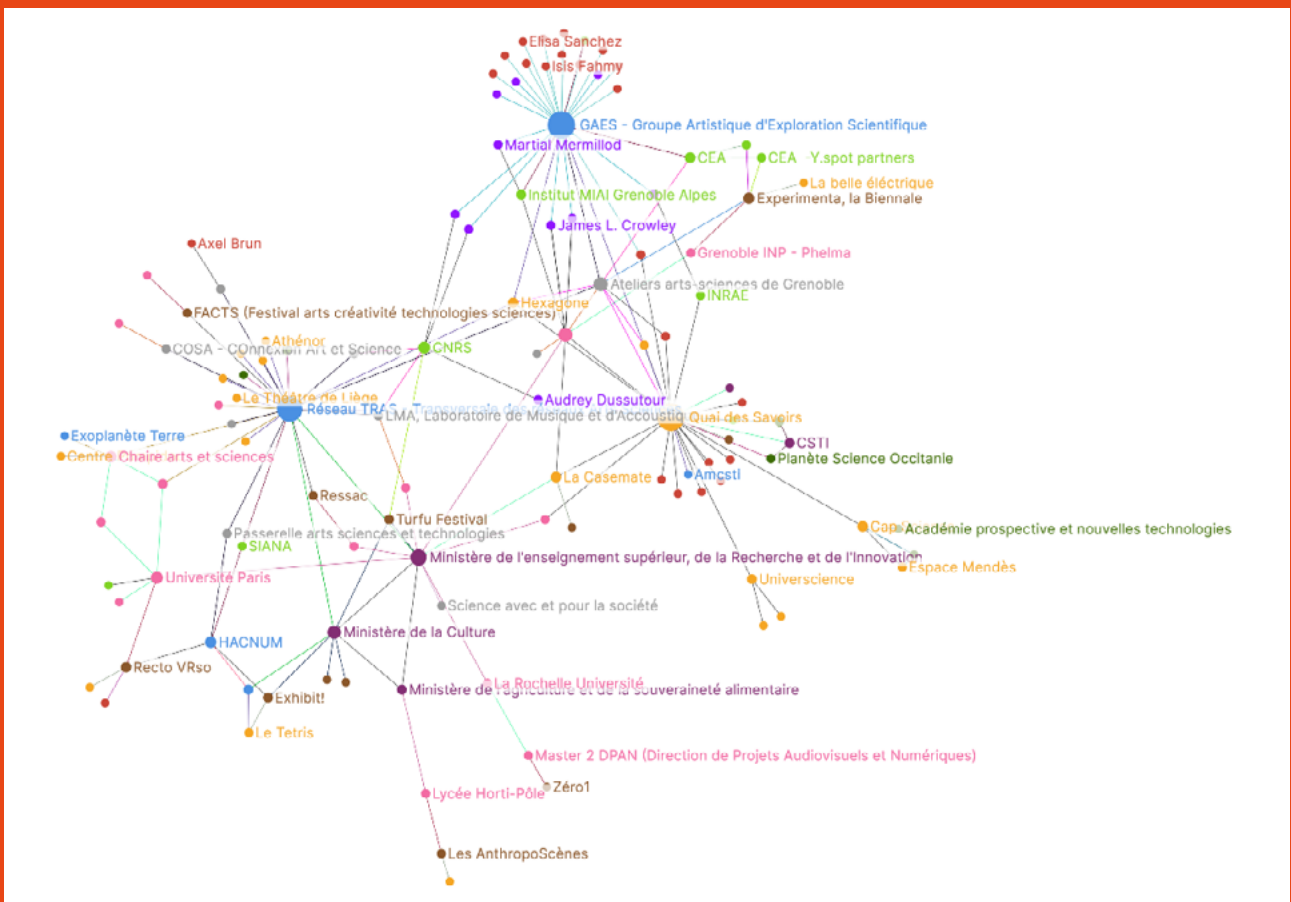 Elisa Sanchez
Isis Fahmy
GAES - Groupe Artistique d'Exploration Scientifique
Martial Mermillod
CEA
CEA Y.spot partners
La belle éléctrique
Institut MIAI Grenoble Alpes
Experimenta, la Biennale
James L. Crowley
Axel Brun
Grenoble INP - Phelma
Ateliers arts-sciences de Grenoble
INRAE
Hexagone
FACTS (Festival arts créativité technologies sciences)
Athénor
COSA - COnnexion Art et Science
CNRS
Le Théâtre de Liège
Audrey Dussutour
Réseau TRAS - Transversale des
LMA, Laboratoire de Musique et d'Accoustiq
Quai des Savoirs
Exoplanète Terre
CSTI
Centre
Chaire arts et sciences
Planète Science Occitanie
La Casemate
Amcsti
Ressac
Turfu Festival
Cap
Académie prospective et nouvelles technologies
Passerelle arts sciences et technologies
SIANA
Ministère de l'enseignement supérieur, de la Recherche et de l'Innovation
Espace Mendès
Université Paris
Universcience
Science avec et pour la société
Ministère de la Culture
HACNUM
Recto VRso
La Rochelle Université
Ministère de l'agriculture et de la souveraineté alimentaire
Exhibit!
Le Tetris
Master 2 DPAN (Direction de Projets Audiovisuels et Numériques)
Zéro1
Lycée Horti-Pôle
Les AnthropoScènes